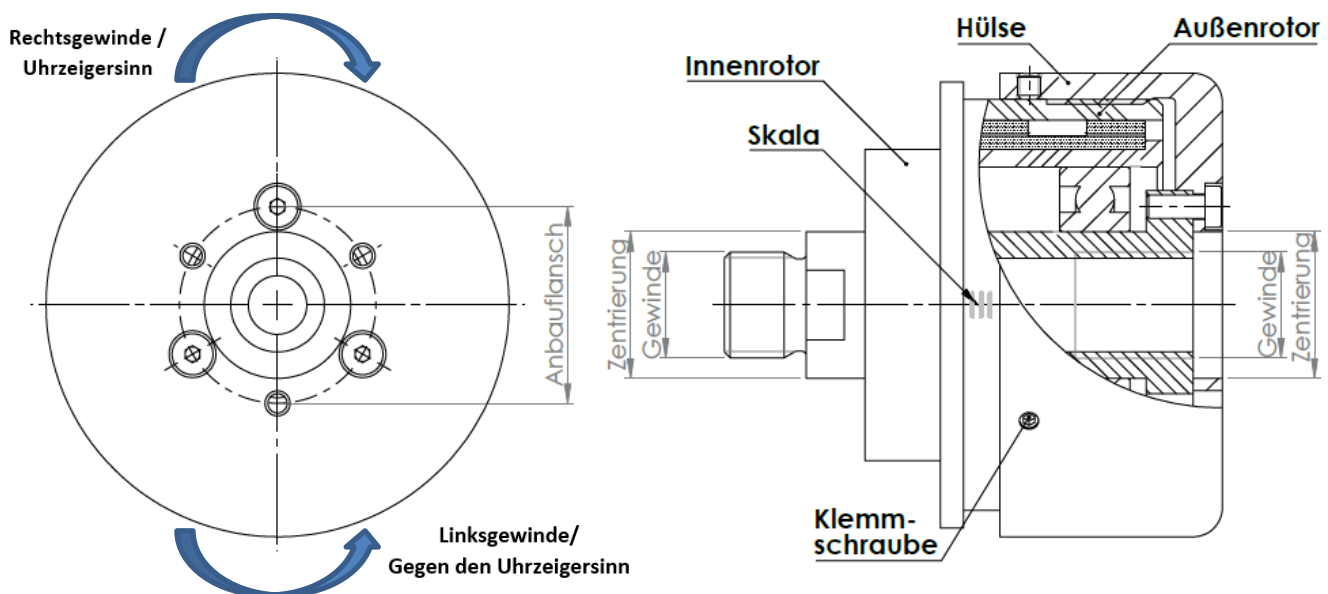 Rechtsgewinde /
Uhrzeigersinn
Anbauflansch
Linksgewinde/
Gegen den Uhrzeigersinn
Hülse
Außenrotor
Innenrotor
Skala
Zentrierung
Gewinde
Gewinde
Zentrierung
Klemm-
schraube